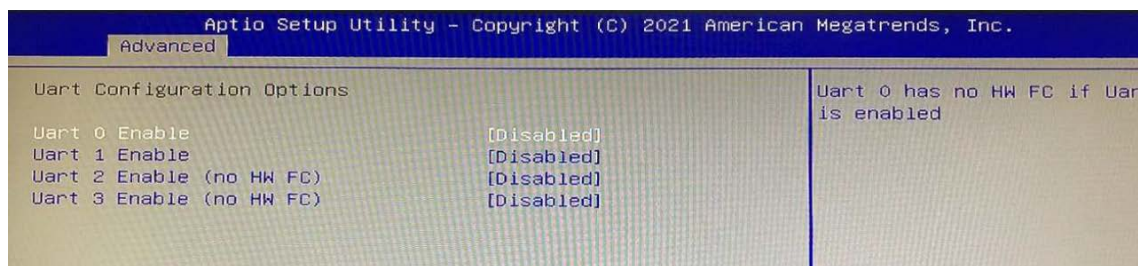 Aptio Setup Utility – Copyright (C) 2021 American Megatrends, Inc.
Advanced
Uart Configuration Options
Uart 0 has no HW FC if
is enabled
Uart 0 Enable [Disabled]
Uart 1 Enable [Disabled]
Uart 2 Enable (no HW FC) [Disabled]
Uart 3 Enable (no HW FC) [Disabled]